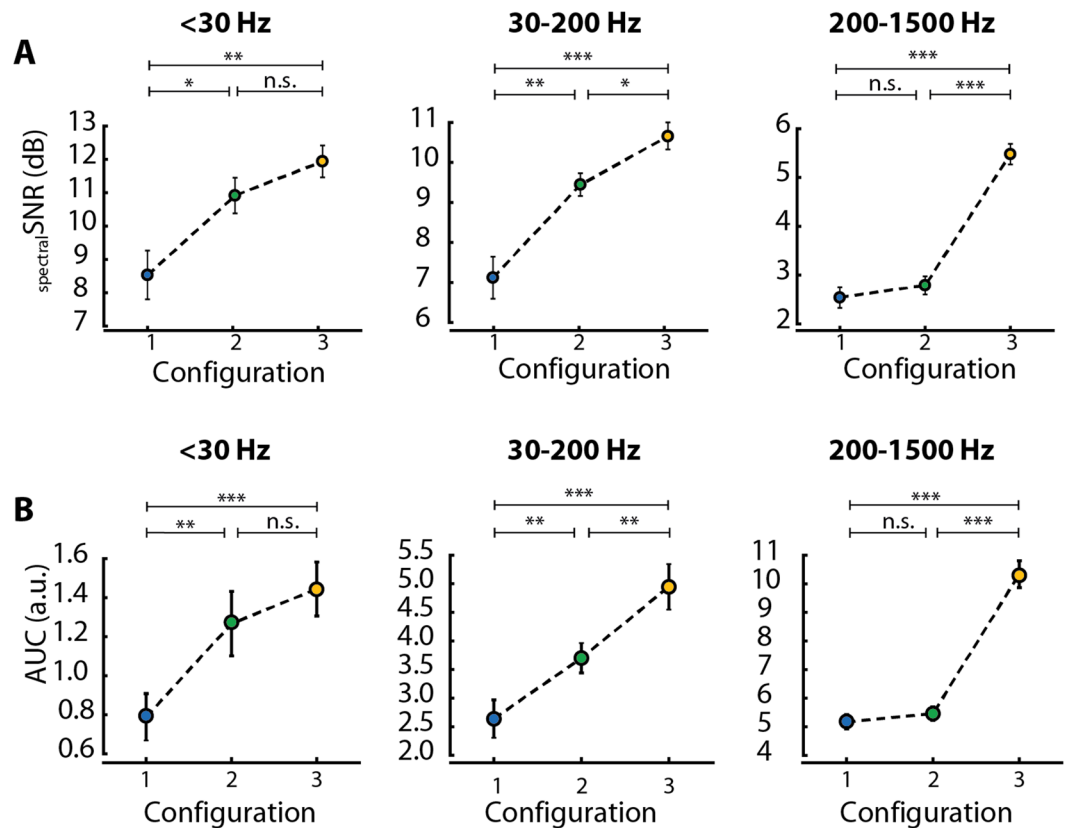 A
<30 Hz
30-200 Hz
200-1500 Hz
** 
* n.s.
***
** *
***
n.s. ***
spectralSNR (dB)
13
12
11
10
9
8
7
1 2 3
Configuration
11
10
9
8
7
6
1 2 3
Configuration
6
5
4
3
2
1 2 3
Configuration
B
<30 Hz
30-200 Hz
200-1500 Hz
***
** n.s.
***
** **
***
n.s. ***
AUC (a.u.)
1.6
1.4
1.2
1.0
0.8
0.6
1 2 3
Configuration
5.5
5.0
4.5
4.0
3.5
3.0
2.5
2.0
1 2 3
Configuration
11
10
9
8
7
6
5
4
1 2 3
Configuration